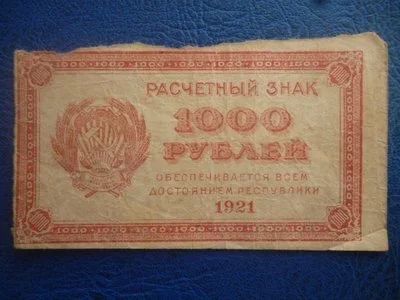 РАСЧЕТНЫЙ ЗНАК
1000
РУБЛЕЙ
ОБЕСПЕЧИВАЕТСЯ ВСЕМ
ДОСТОЯНИЕМ РЕСПУБЛИКИ
1921